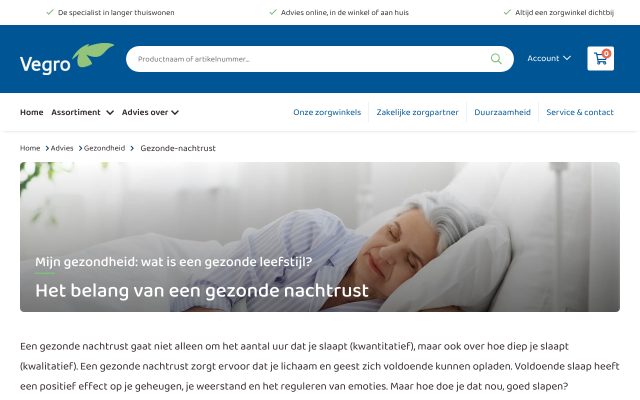 De specialist in langer thuiswonen
Advies online, in de winkel of aan huis
Altijd een zorgwinkel dichtbij
Vegro
Productnaam of artikelnummer...
Account
0
Home
Assortiment
Advies over
Onze zorgwinkels
Zakelijke zorgpartner
Duurzaamheid
Service & contact
Home
Advies
Gezondheid
Gezonde-nachtrust
Mijn gezondheid: wat is een gezonde leefstijl?
Het belang van een gezonde nachtrust
Een gezonde nachtrust gaat niet alleen om het aantal uur dat je slaapt (kwantitatief), maar ook over hoe diep je slaapt
(kwalitatief). Een gezonde nachtrust zorgt ervoor dat je lichaam en geest zich voldoende kunnen opladen. Voldoende slaap heeft
een positief effect op je geheugen, je weerstand en het reguleren van emoties. Maar hoe doe je dat nou, goed slapen?